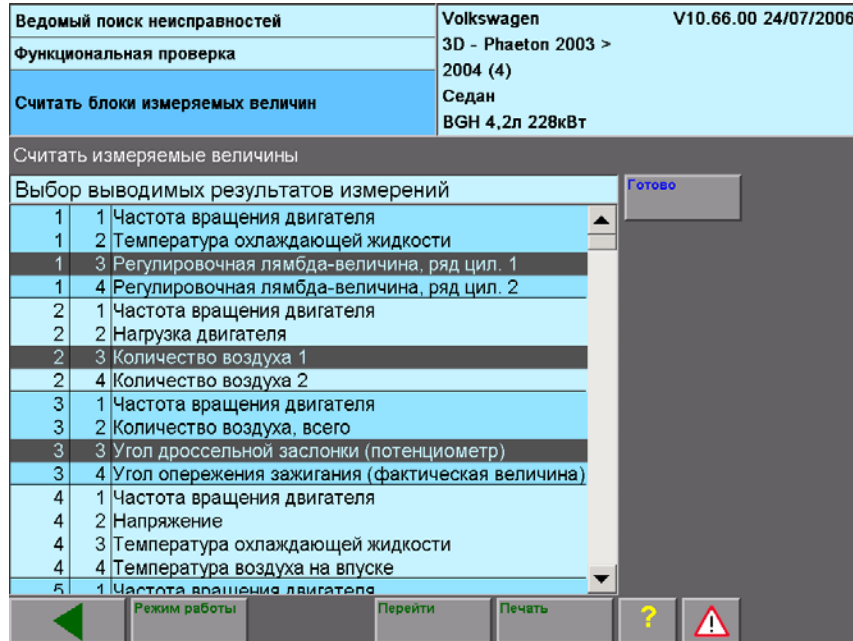 Ведомый поиск неисправностей
Функциональная проверка
Считать блоки измеряемых величин
Volkswagen V10.66.00 24/07/2006
3D - Phaeton 2003 >
2004 (4)
Седан
BGH 4,2л 228кВт
Считать измеряемые величины
Выбор выводимых результатов измерений
Готово
1 1 Частота вращения двигателя
1 2 Температура охлаждающей жидкости
1 3 Регулировочная лямбда-величина, ряд цил. 1
1 4 Регулировочная лямбда-величина, ряд цил. 2
2 1 Частота вращения двигателя
2 2 Нагрузка двигателя
2 3 Количество воздуха 1
2 4 Количество воздуха 2
3 1 Частота вращения двигателя
3 2 Количество воздуха, всего
3 3 Угол дроссельной заслонки (потенциометр)
3 4 Угол опережения зажигания (фактическая величина)
4 1 Частота вращения двигателя
4 2 Напряжение
4 3 Температура охлаждающей жидкости
4 4 Температура воздуха на впуске
5 1 Частота вращения двигателя
Режим работы Перейти Печать ?